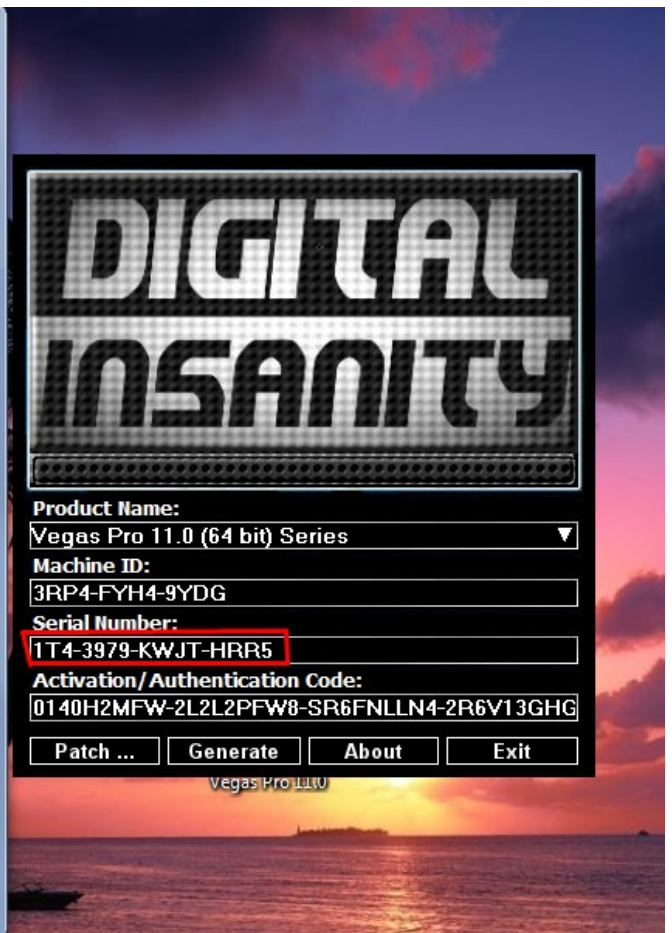 DIGITAL
INSANITY
Product Name:
Vegas Pro 11.0 (64 bit) Series
Machine ID:
3RP4-FYH4-9YDG
Serial Number:
1T4-3979-KWJT-HRR5
Activation/Authentication Code:
0140H2MFW-2L2L2PFW8-SR6FNLLN4-2R6V13GHG
Patch ... Generate About Exit
Vegas Pro 11.0